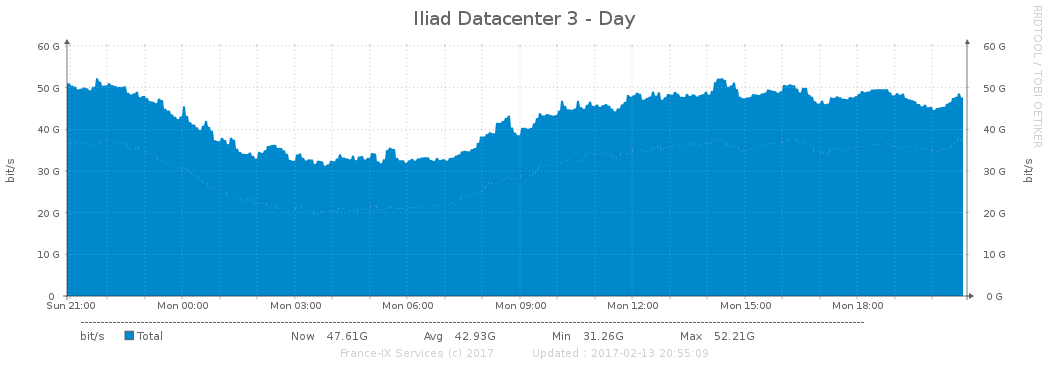 Iliad Datacenter 3 - Day
RRDTOOL / TOBI OETIKER
60 G 60 G
50 G 50 G
40 G 40 G
30 G 30 G
20 G 20 G
10 G 10 G
0 0 G
bit/s bit/s
Sun 21:00 Mon 00:00 Mon 03:00 Mon 06:00 Mon 09:00 Mon 12:00 Mon 15:00 Mon 18:00
bit/s Total Now 47.61G Avg 42.93G Min 31.26G Max 52.21G
France-IX Services (c) 2017 Updated : 2017-02-13 20:55:09